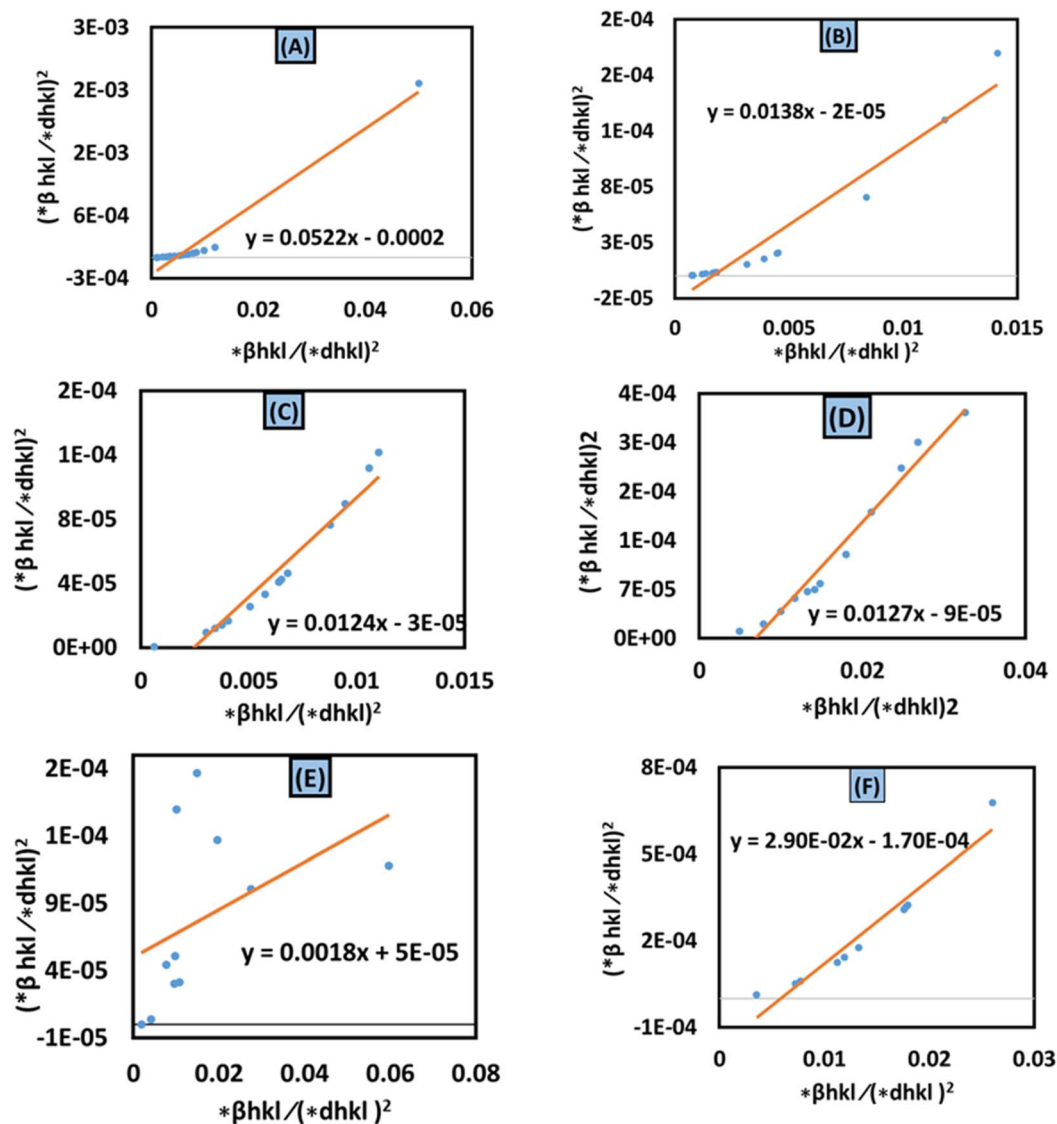 (A)
3E-03
2E-03
2E-03
6E-04
-3E-04
(*β hkl /*dhkl)²
y = 0.0522x - 0.0002
0
0.02
0.04
0.06
*βhkl/(*dhkl)²
(B)
2E-04
2E-04
1E-04
8E-05
3E-05
-2E-05
(*β hkl /*dhkl)²
y = 0.0138x - 2E-05
0
0.005
0.01
0.015
*βhkl/(*dhkl )²
(C)
2E-04
1E-04
8E-05
4E-05
0E+00
(*β hkl /*dhkl)²
y = 0.0124x - 3E-05
0
0.005
0.01
0.015
*βhkl/(*dhkl)²
(D)
4E-04
3E-04
2E-04
1E-04
7E-05
0E+00
(*β hkl /*dhkl)2
y = 0.0127x - 9E-05
0
0.02
0.04
*βhkl/(*dhkl)2
(E)
2E-04
1E-04
9E-05
4E-05
-1E-05
(*β hkl /*dhkl)²
y = 0.0018x + 5E-05
0
0.02
0.04
0.06
0.08
*βhkl/(*dhkl )²
(F)
8E-04
5E-04
2E-04
-1E-04
(*β hkl /*dhkl)²
y = 2.90E-02x - 1.70E-04
0
0.01
0.02
0.03
*βhkl/(*dhkl )²